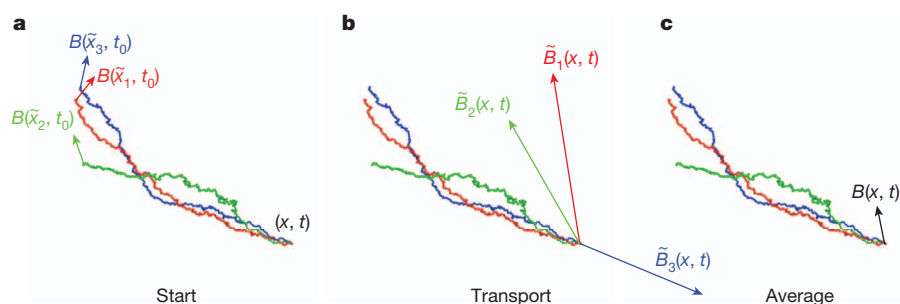 a
B(x̃₃, t₀)
B(x̃₁, t₀)
B(x̃₂, t₀)
(x, t)
Start
b
B̃₁(x, t)
B̃₂(x, t)
B̃₃(x, t)
Transport
c
B(x, t)
Average